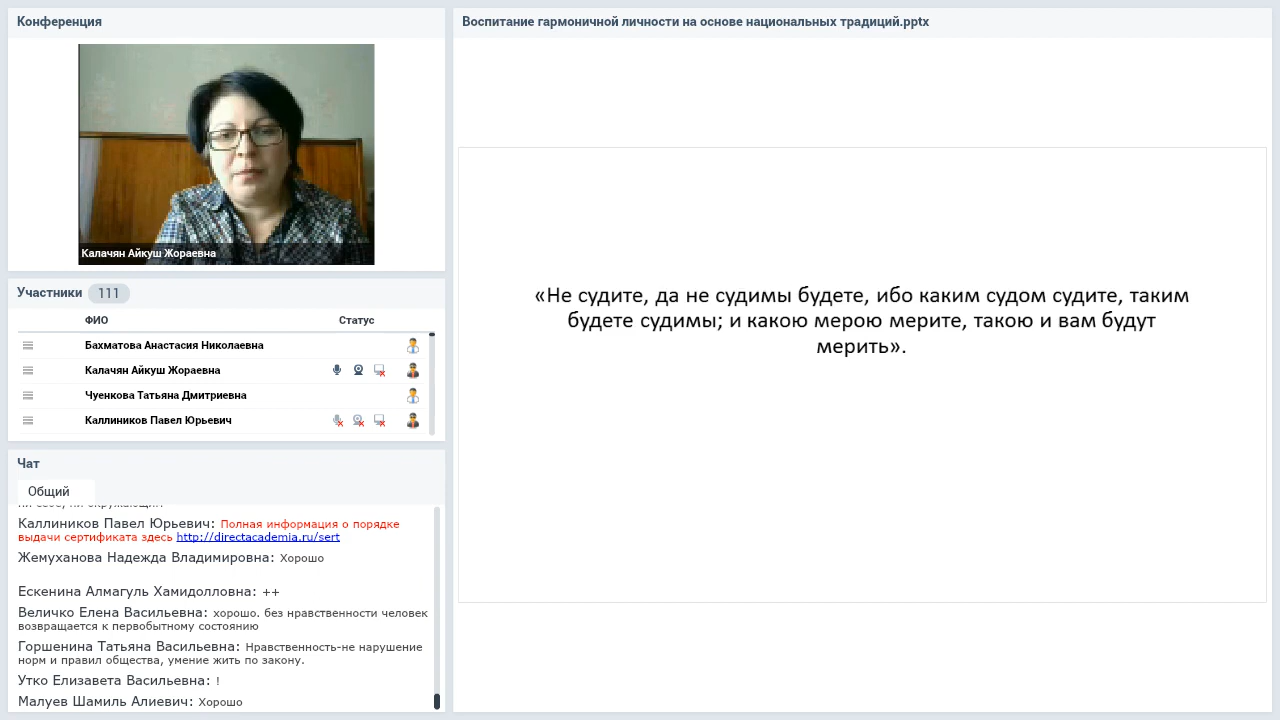 Конференция
Калачян Айкуш Жораевна
Участники 111
ФИО Статус
Бахматова Анастасия Николаевна
Калачян Айкуш Жораевна
Чуенкова Татьяна Дмитриевна
Каллиников Павел Юрьевич
Чат
Общий
Каллиников Павел Юрьевич: Полная информация о порядке
выдачи сертификата здесь http://directacademia.ru/sert
Жемуханова Надежда Владимировна: Хорошо
Ескенина Алмагуль Хамидолловна: ++
Величко Елена Васильевна: хорошо. без нравственности человек
возвращается к первобытному состоянию
Горшенина Татьяна Васильевна: Нравственность-не нарушение
норм и правил общества, умение жить по закону.
Утко Елизавета Васильевна: !
Малуев Шамиль Алиевич: Хорошо
Воспитание гармоничной личности на основе национальных традиций.pptx
«Не судите, да не судимы будете, ибо каким судом судите, таким
будете судимы; и какою мерою мерите, такою и вам будут
мерить».